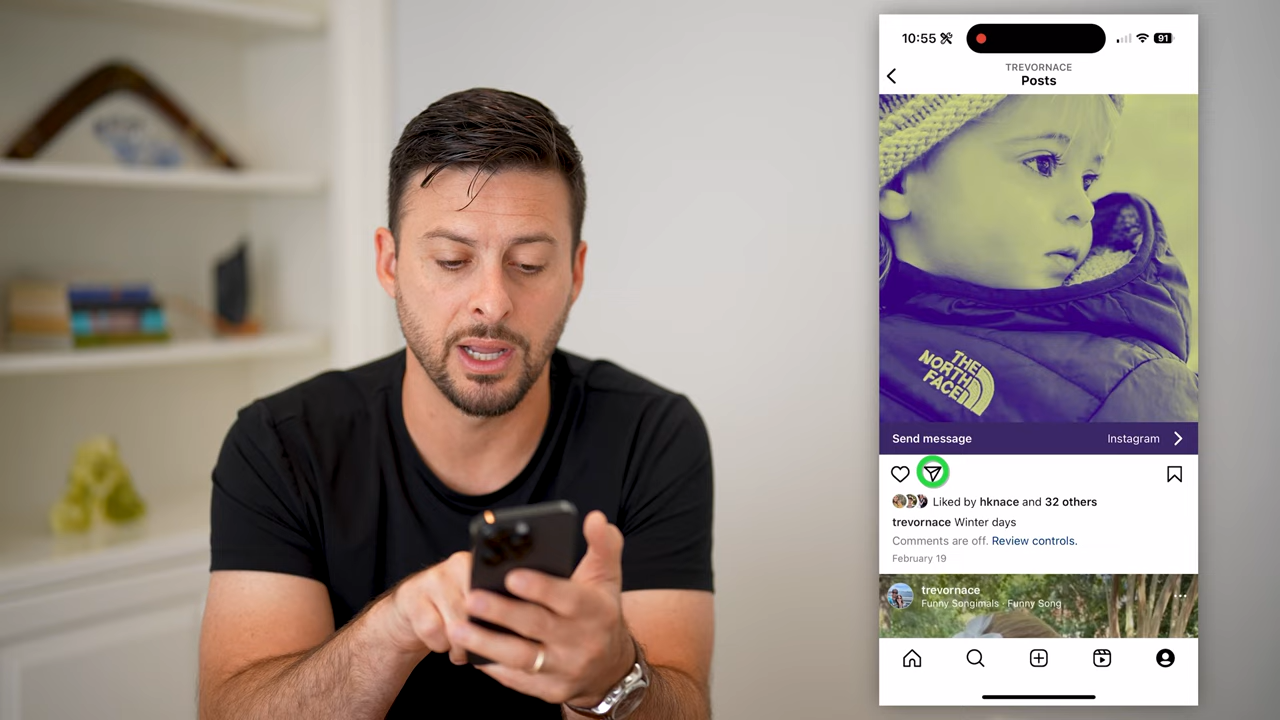 10:55
91
TREVORNACE
Posts
THE
NORTH
FACE
Send message
Instagram
Liked by hknace and 32 others
trevornace Winter days
Comments are off. Review controls.
February 19
trevornace
Funny Songimals · Funny Song